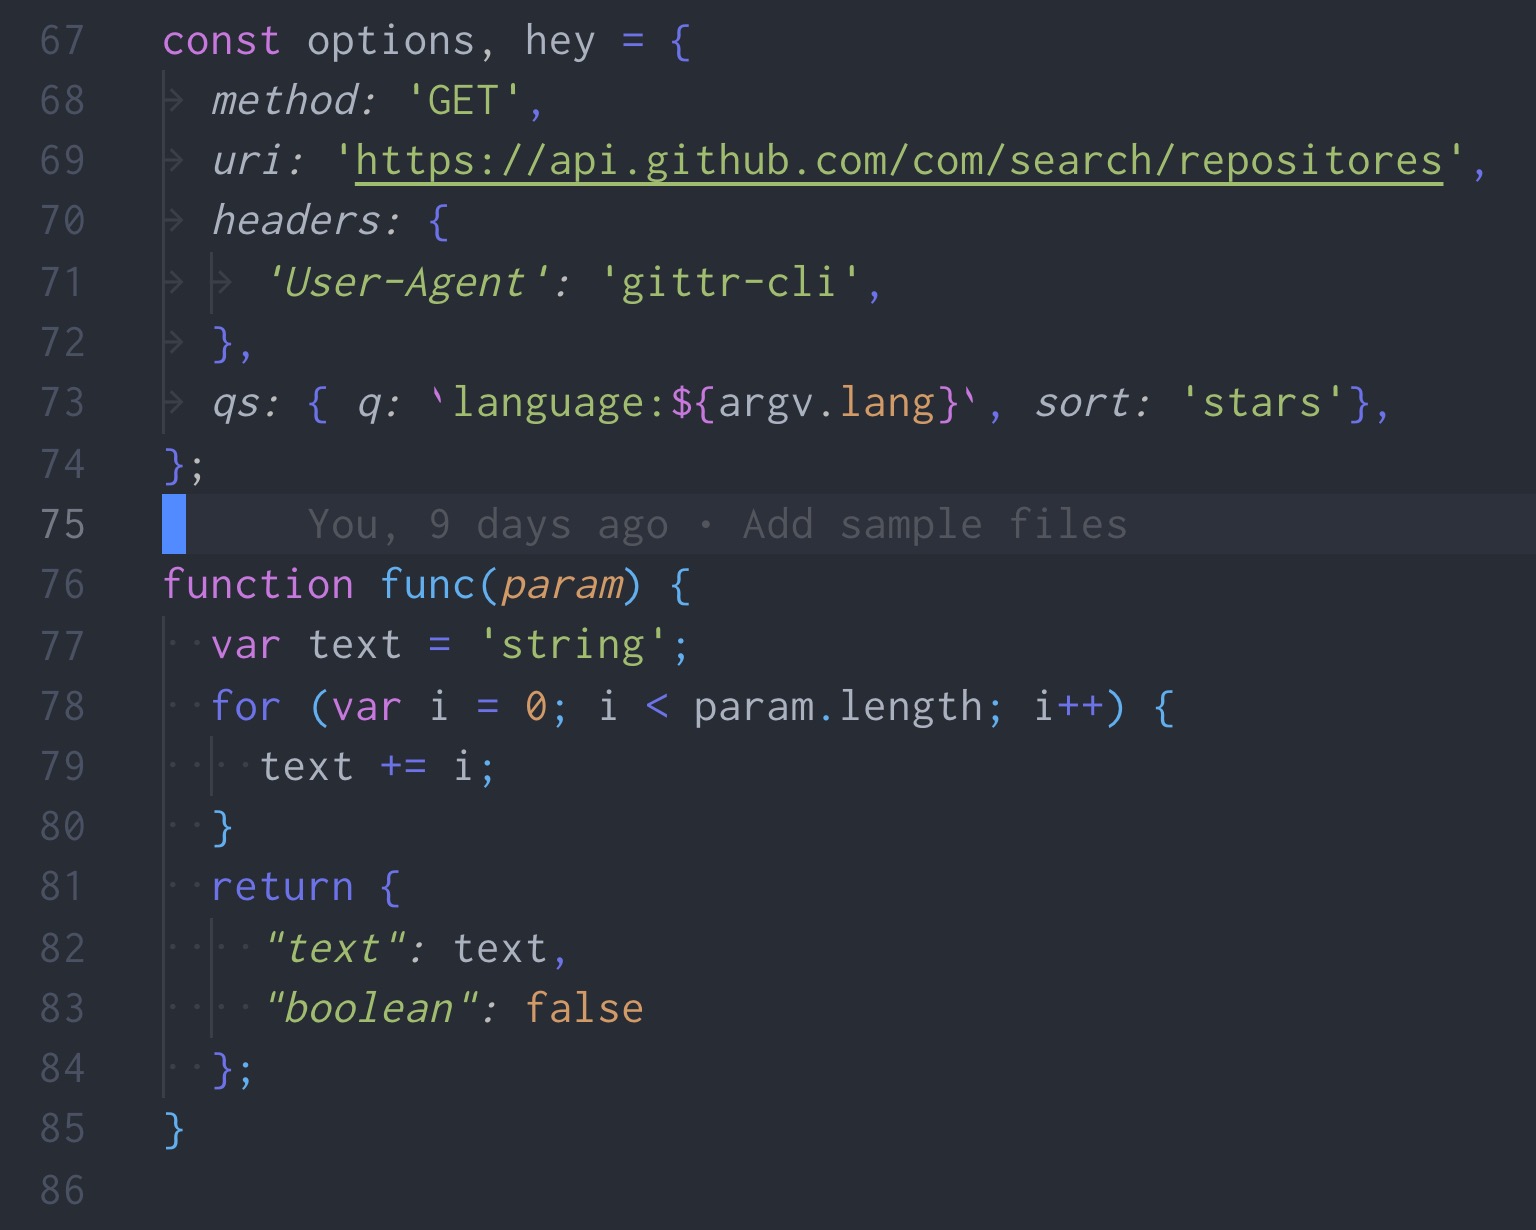 67 const options, hey = {
68 → method: 'GET',
69 → uri: 'https://api.github.com/com/search/repositores',
70 → headers: {
71 → → 'User-Agent': 'gittr-cli',
72 → },
73 → qs: { q: `language:${argv.lang}`, sort: 'stars'},
74 };
75 You, 9 days ago · Add sample files
76 function func(param) {
77 ··var text = 'string';
78 ··for (var i = 0; i < param.length; i++) {
79 ····text += i;
80 ··}
81 ··return {
82 ····"text": text,
83 ····"boolean": false
84 ··};
85 }
86